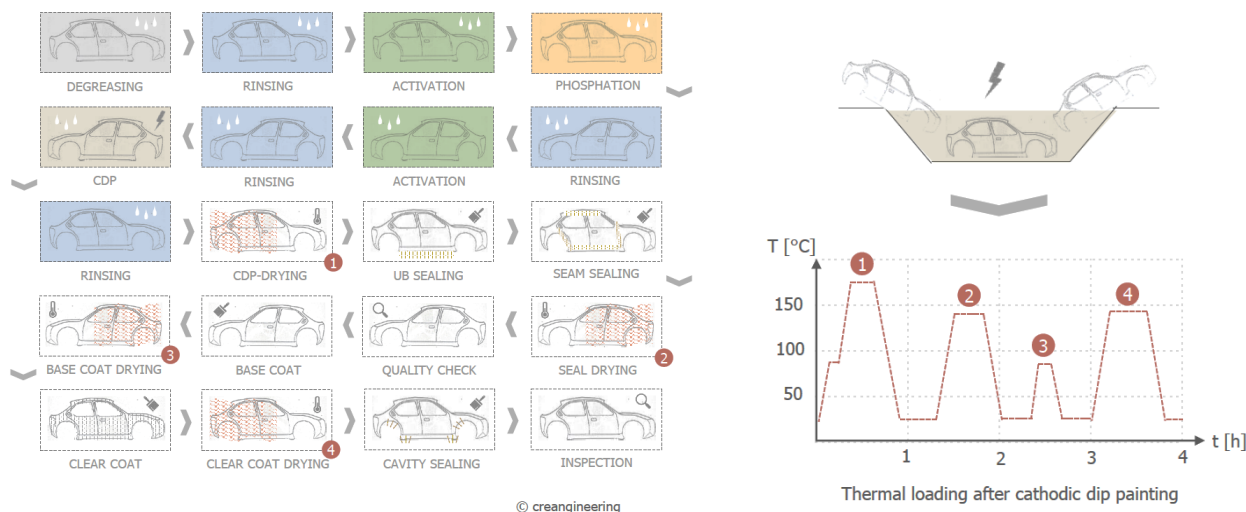 DEGREASING
RINSING
ACTIVATION
PHOSPHATION
CDP
RINSING
ACTIVATION
RINSING
RINSING
CDP-DRYING
1
UB SEALING
SEAM SEALING
BASE COAT DRYING
3
BASE COAT
QUALITY CHECK
SEAL DRYING
2
CLEAR COAT
CLEAR COAT DRYING
4
CAVITY SEALING
INSPECTION
© creangineering
T [°C]
150
100
50
1
2
3
4
1
2
3
4
t [h]
Thermal loading after cathodic dip painting